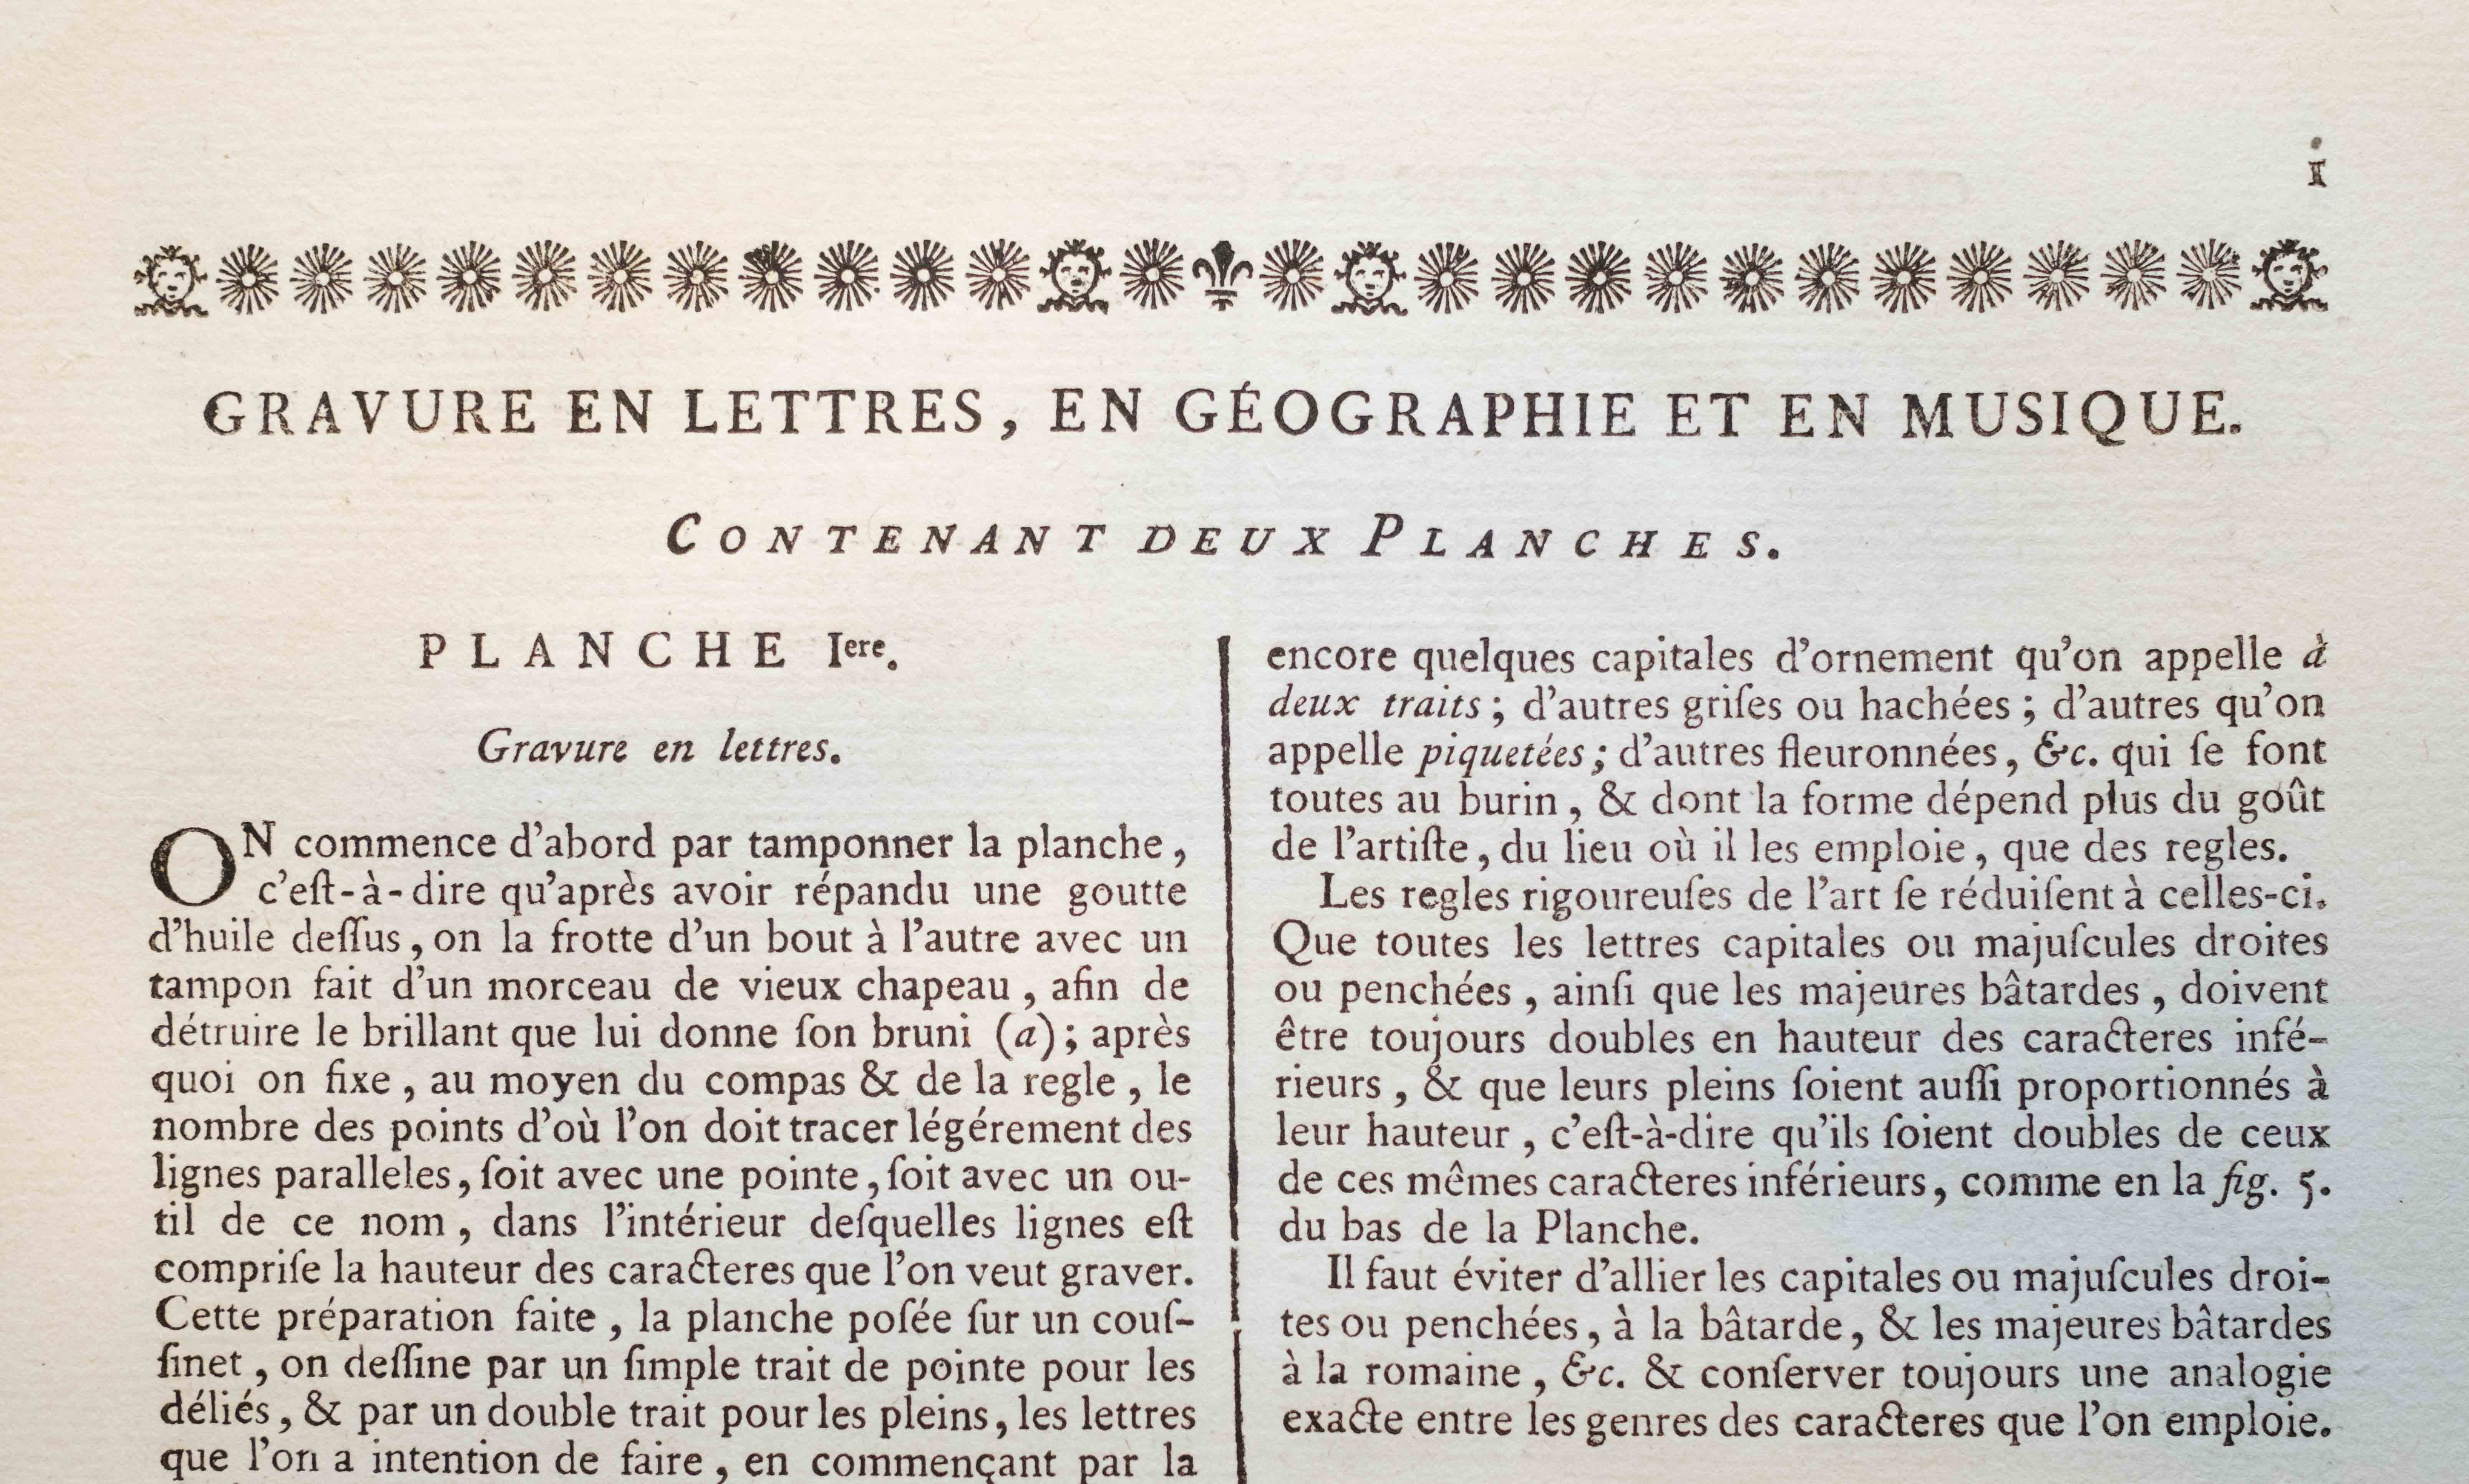 1
GRAVURE EN LETTRES, EN GÉOGRAPHIE ET EN MUSIQUE.
CONTENANT DEUX PLANCHES.
PLANCHE Iere.
Gravure en lettres.
ON commence d'abord par tamponner la planche,
c'eſt-à-dire qu'après avoir répandu une goutte
d'huile deſſus, on la frotte d'un bout à l'autre avec un
tampon fait d'un morceau de vieux chapeau, afin de
détruire le brillant que lui donne ſon bruni (a); après
quoi on fixe, au moyen du compas & de la regle, le
nombre des points d'où l'on doit tracer légérement des
lignes paralleles, ſoit avec une pointe, ſoit avec un ou-
til de ce nom, dans l'intérieur deſquelles lignes eſt
compriſe la hauteur des caracteres que l'on veut graver.
Cette préparation faite, la planche poſée ſur un couſ-
ſinet, on deſſine par un ſimple trait de pointe pour les
déliés, & par un double trait pour les pleins, les lettres
que l'on a intention de faire, en commençant par la
encore quelques capitales d'ornement qu'on appelle à
deux traits; d'autres griſes ou hachées; d'autres qu'on
appelle piquetées; d'autres fleuronnées, &c. qui ſe font
toutes au burin, & dont la forme dépend plus du goût
de l'artiſte, du lieu où il les emploie, que des regles.
Les regles rigoureuſes de l'art ſe réduiſent à celles-ci.
Que toutes les lettres capitales ou majuſcules droites
ou penchées, ainſi que les majeures bâtardes, doivent
être toujours doubles en hauteur des caracteres infé-
rieurs, & que leurs pleins ſoient auſſi proportionnés à
leur hauteur, c'eſt-à-dire qu'ils ſoient doubles de ceux
de ces mêmes caracteres inférieurs, comme en la fig. 5.
du bas de la Planche.
Il faut éviter d'allier les capitales ou majuſcules droi-
tes ou penchées, à la bâtarde, & les majeures bâtardes
à la romaine, &c. & conſerver toujours une analogie
exacte entre les genres des caracteres que l'on emploie.